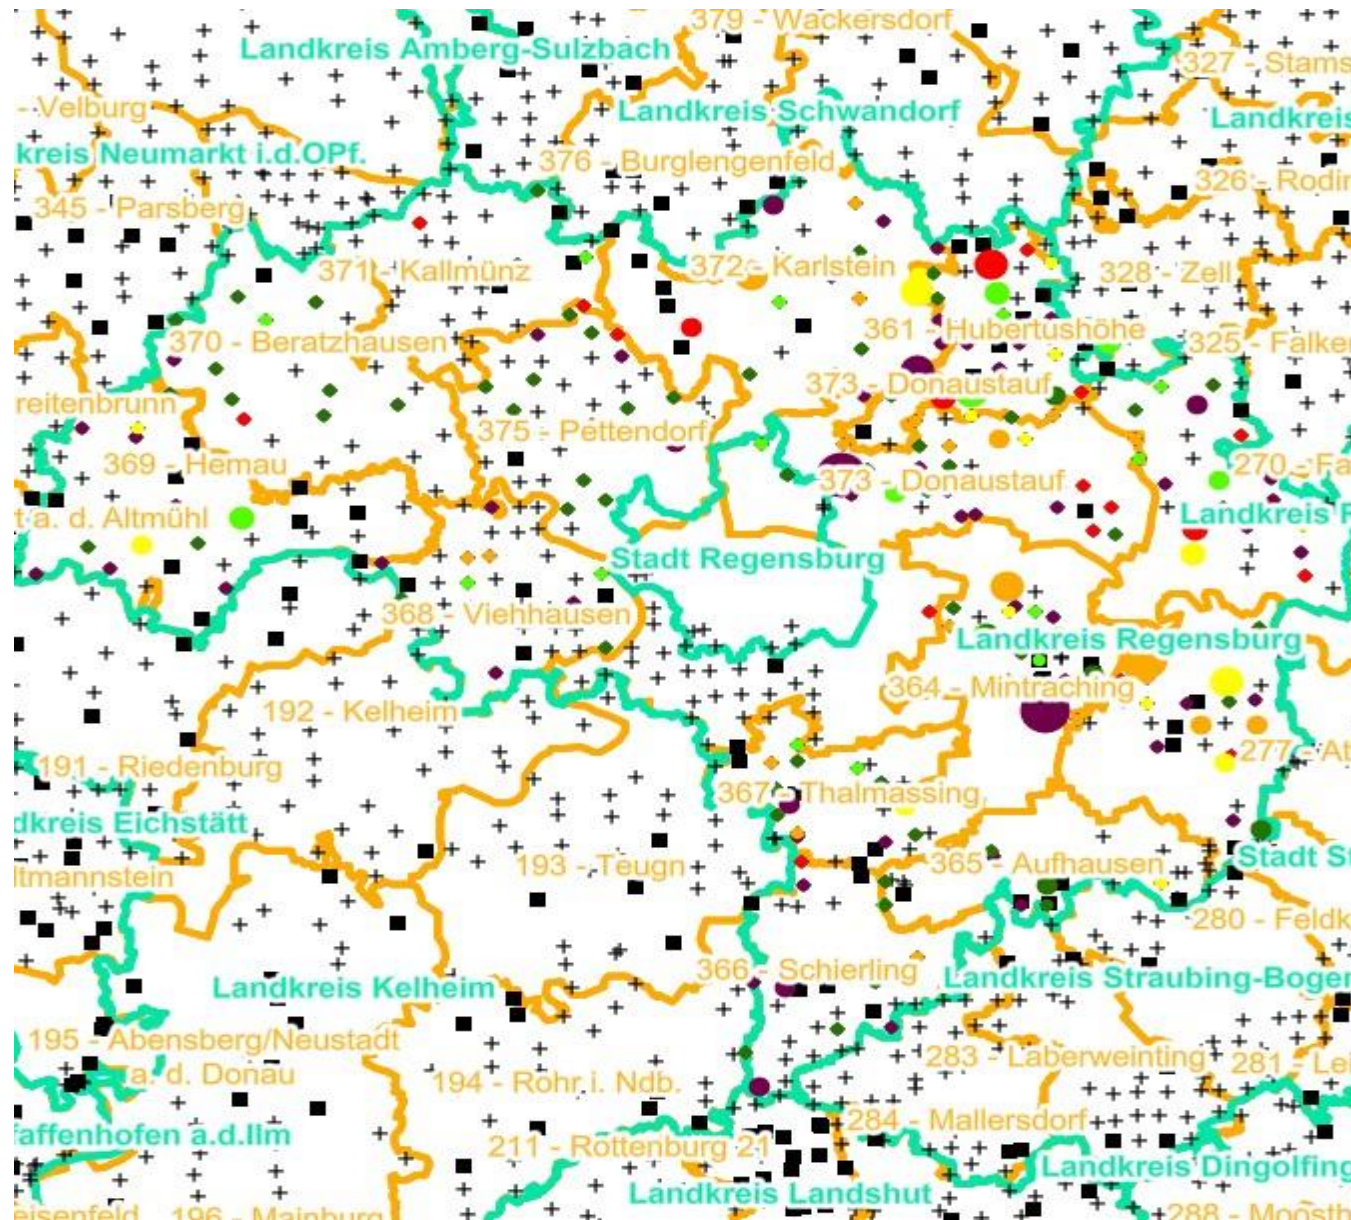 379 - Wackersdorf
Landkreis Amberg-Sulzbach
327 - Stams
- Velburg
Landkreis Schwandorf
Landkreis
kreis Neumarkt i.d.OPf.
376 - Burglengenfeld
326 - Rodin
345 - Parsberg
371 - Kallmünz
372 - Karlstein
328 - Zell
370 - Beratzhausen
361 - Hubertushöhe
325 - Falke
373 - Donaustauf
reitenbrunn
375 - Pettendorf
369 - Hemau
373 - Donaustauf
270 - Fa
t a. d. Altmühl
Landkreis R
Stadt Regensburg
368 - Viehhausen
Landkreis Regensburg
364 - Mintraching
192 - Kelheim
277 - At
191 - Riedenburg
367 - Thalmassing
dkreis Eichstätt
193 - Teugn
365 - Aufhausen
Stadt St
ltmannstein
280 - Feldk
366 - Schierling
Landkreis Kelheim
Landkreis Straubing-Bogen
195 - Abensberg/Neustadt
a. d. Donau
283 - Laberweinting
281 - Lei
194 - Rohr i. Ndb.
284 - Mallersdorf
faffenhofen a.d.Ilm
211 - Rottenburg 21
Landkreis Dingolfing
Landkreis Landshut
eisenfeld
196 - Mainburg
288 - Moosth